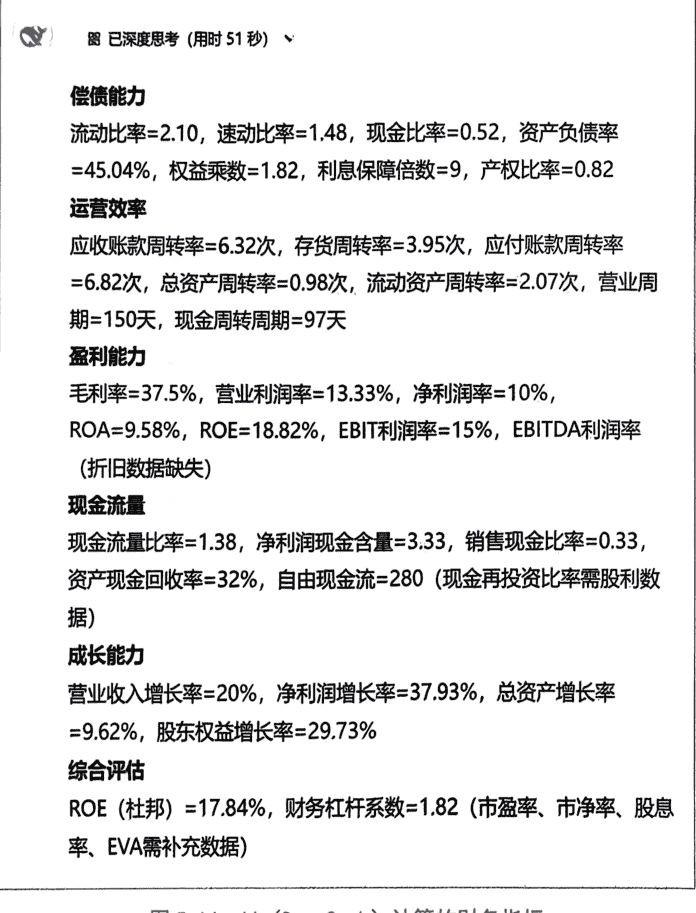 已深度思考（用时 51 秒）
偿债能力
流动比率=2.10，速动比率=1.48，现金比率=0.52，资产负债率
=45.04%，权益乘数=1.82，利息保障倍数=9，产权比率=0.82
运营效率
应收账款周转率=6.32次，存货周转率=3.95次，应付账款周转率
=6.82次，总资产周转率=0.98次，流动资产周转率=2.07次，营业周
期=150天，现金周转周期=97天
盈利能力
毛利率=37.5%，营业利润率=13.33%，净利润率=10%，
ROA=9.58%，ROE=18.82%，EBIT利润率=15%，EBITDA利润率
（折旧数据缺失）
现金流量
现金流量比率=1.38，净利润现金含量=3.33，销售现金比率=0.33，
资产现金回收率=32%，自由现金流=280（现金再投资比率需股利数
据）
成长能力
营业收入增长率=20%，净利润增长率=37.93%，总资产增长率
=9.62%，股东权益增长率=29.73%
综合评估
ROE（杜邦）=17.84%，财务杠杆系数=1.82（市盈率、市净率、股息
率、EVA需补充数据）